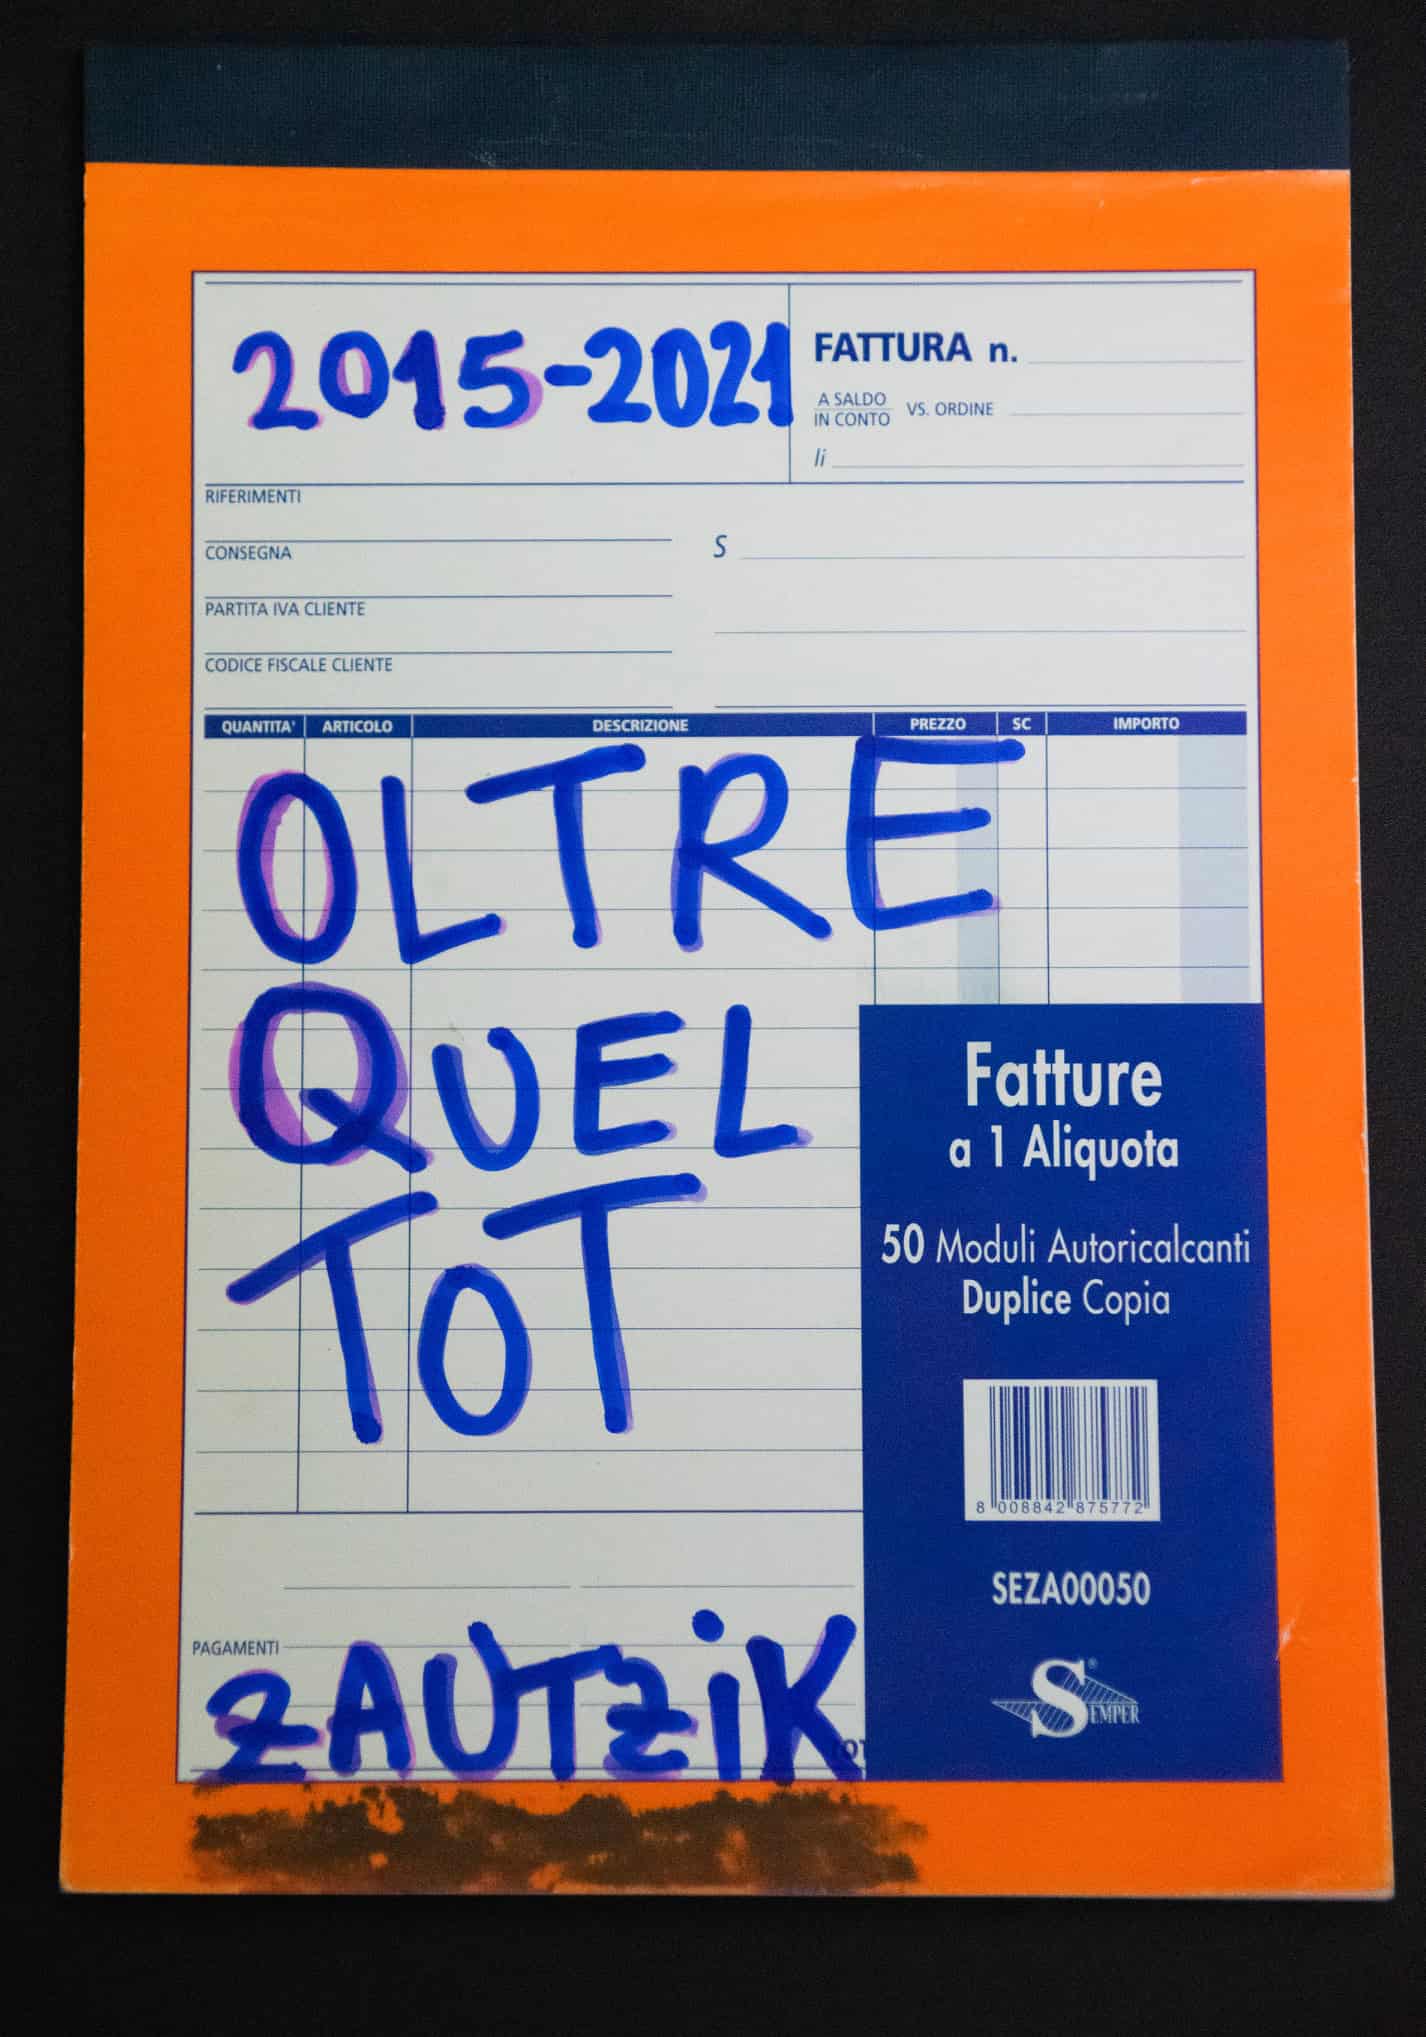 2015-2021
FATTURA n.
A SALDO
IN CONTO
VS. ORDINE
li
RIFERIMENTI
CONSEGNA
S
PARTITA IVA CLIENTE
CODICE FISCALE CLIENTE
QUANTITA' ARTICOLO DESCRIZIONE PREZZO SC IMPORTO
OLTRE
QUEL
TOT
Fatture
a 1 Aliquota
50 Moduli Autoricalcanti
Duplice Copia
8 008842 875772
SEZA00050
SEMPER®
PAGAMENTI
ZAUTZiK